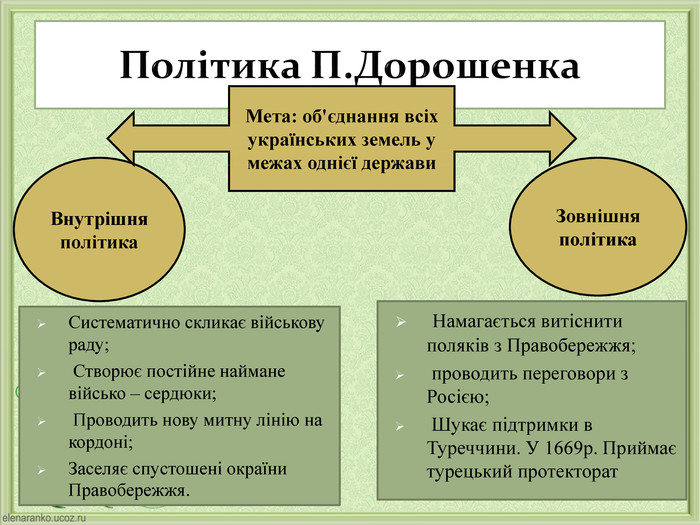 Політика П.Дорошенка
Мета: об'єднання всіх
українських земель у
межах однієї держави
Внутрішня
політика
Зовнішня
політика
Систематично скликає військову
раду;
Створює постійне наймане
військо – сердюки;
Проводить нову митну лінію на
кордоні;
Заселяє спустошені окраїни
Правобережжя.
Намагається витіснити
поляків з Правобережжя;
проводить переговори з
Росією;
Шукає підтримки в
Туреччини. У 1669р. Приймає
турецький протекторат
elenaranko.ucoz.ru